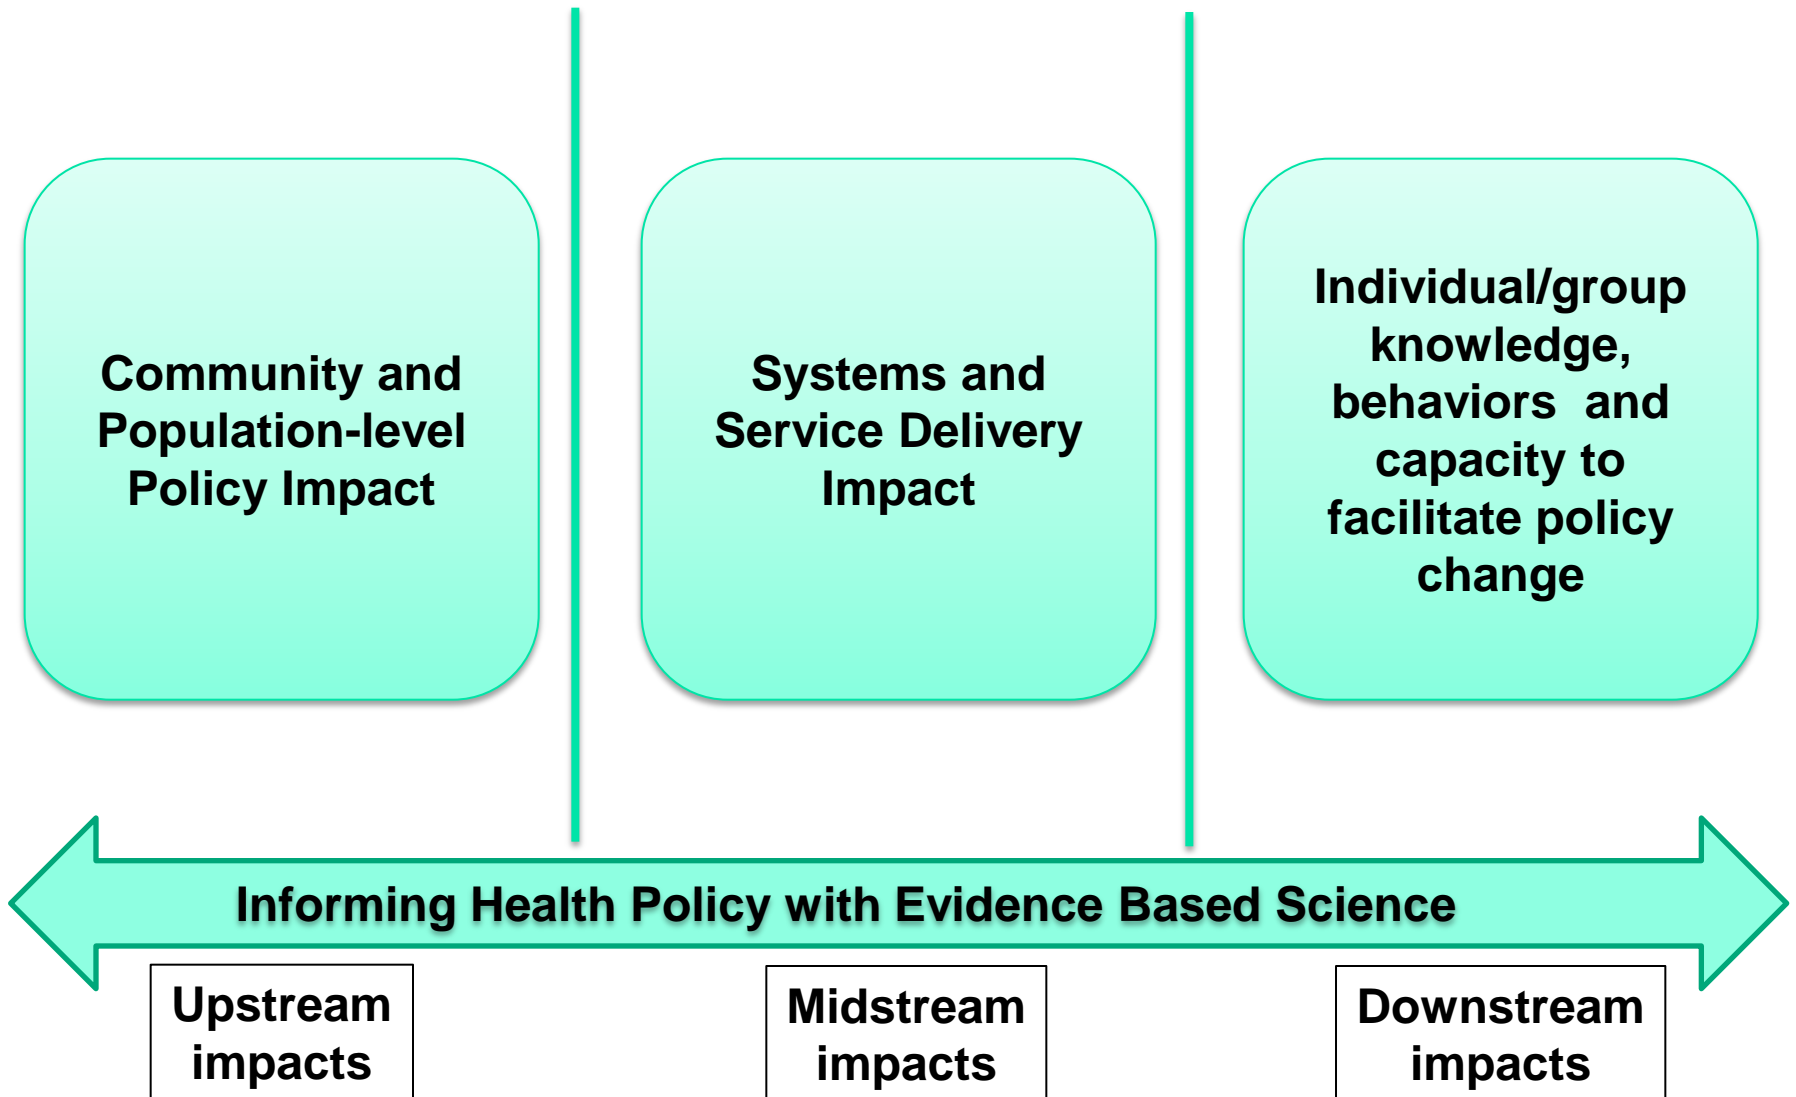 Community and
Population-level
Policy Impact
Systems and
Service Delivery
Impact
Individual/group
knowledge,
behaviors  and
capacity to
facilitate policy
change
Informing Health Policy with Evidence Based Science
Upstream
impacts
Midstream
impacts
Downstream
impacts